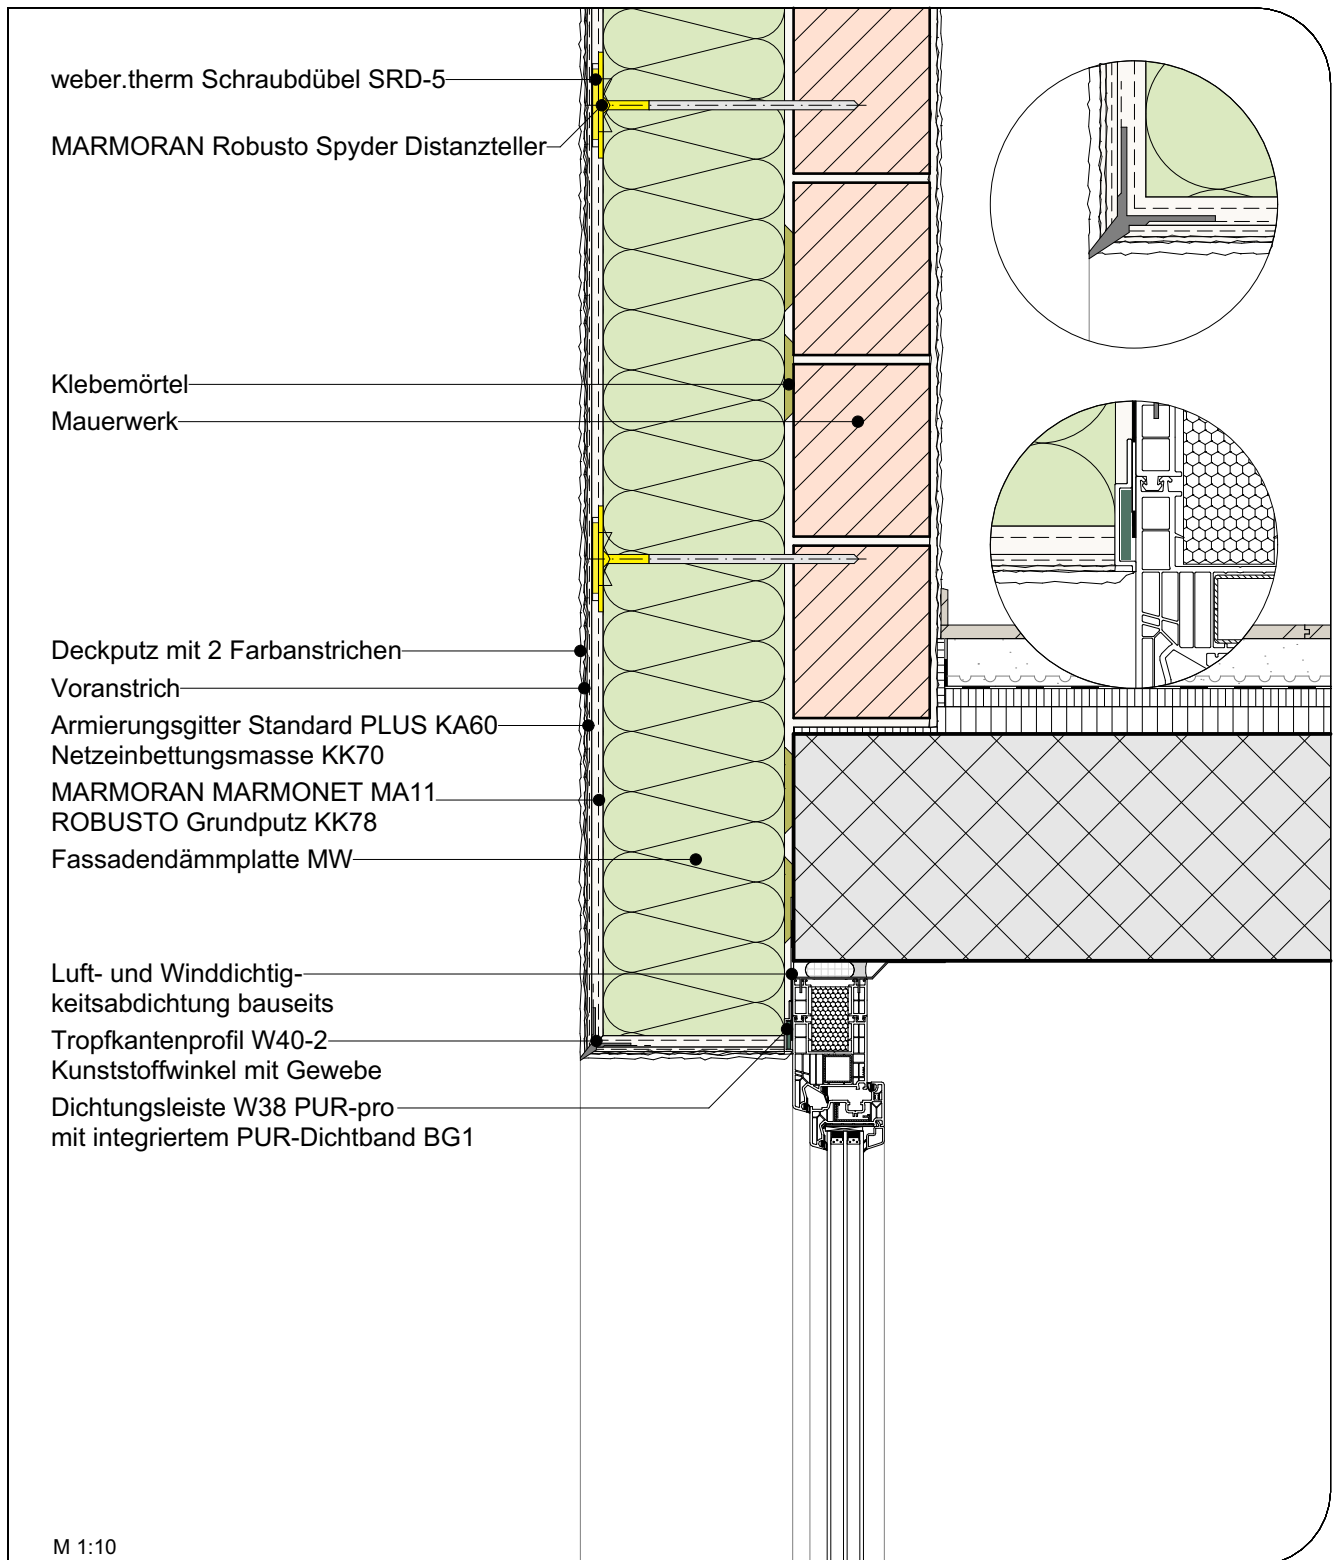 weber.therm Schraubdübel SRD-5
MARMORAN Robusto Spyder Distanzteller
Klebemörtel
Mauerwerk
Deckputz mit 2 Farbanstrichen
Voranstrich
Armierungsgitter Standard PLUS KA60
Netzeinbettungsmasse KK70
MARMORAN MARMONET MA11
ROBUSTO Grundputz KK78
Fassadendämmplatte MW
Luft- und Winddichtig-
keitsabdichtung bauseits
Tropfkantenprofil W40-2
Kunststoffwinkel mit Gewebe
Dichtungsleiste W38 PUR-pro
mit integriertem PUR-Dichtband BG1
M 1:10